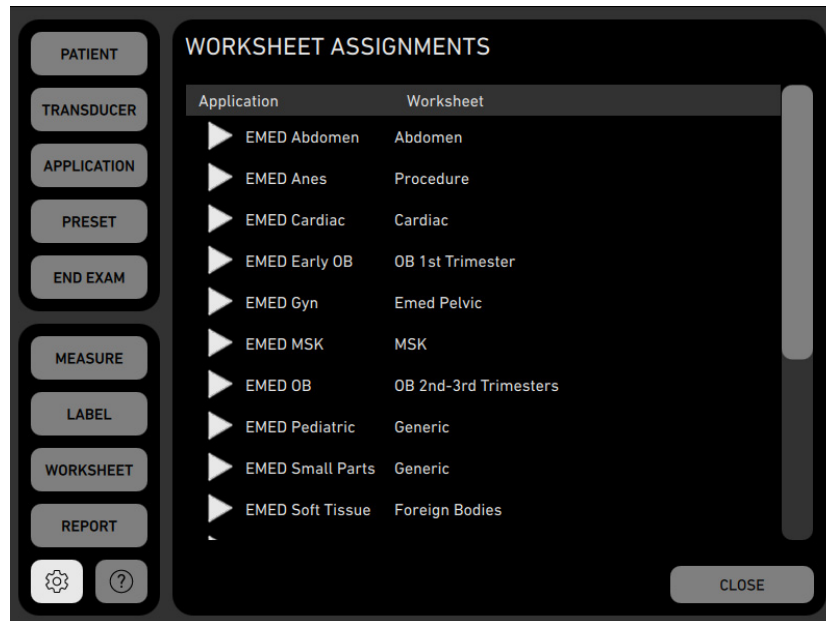 PATIENT
TRANSDUCER
APPLICATION
PRESET
END EXAM
MEASURE
LABEL
WORKSHEET
REPORT
?
WORKSHEET ASSIGNMENTS
Application Worksheet
EMED Abdomen Abdomen
EMED Anes Procedure
EMED Cardiac Cardiac
EMED Early OB OB 1st Trimester
EMED Gyn Emed Pelvic
EMED MSK MSK
EMED OB OB 2nd-3rd Trimesters
EMED Pediatric Generic
EMED Small Parts Generic
EMED Soft Tissue Foreign Bodies
CLOSE